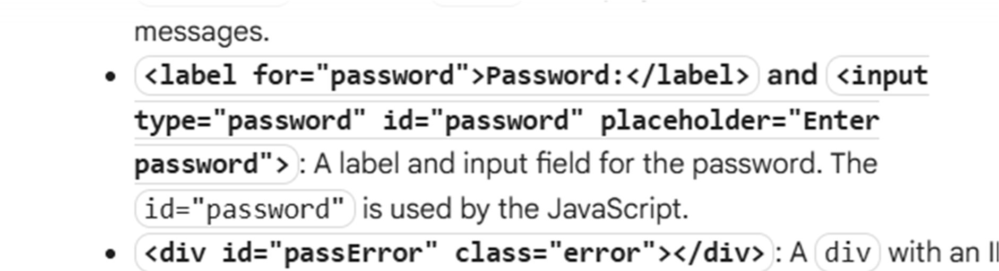 messages.
• <label for="password">Password:</label> and <input
type="password" id="password" placeholder="Enter
password">: A label and input field for the password. The
id="password" is used by the JavaScript.
• <div id="passError" class="error"></div>: A div with an